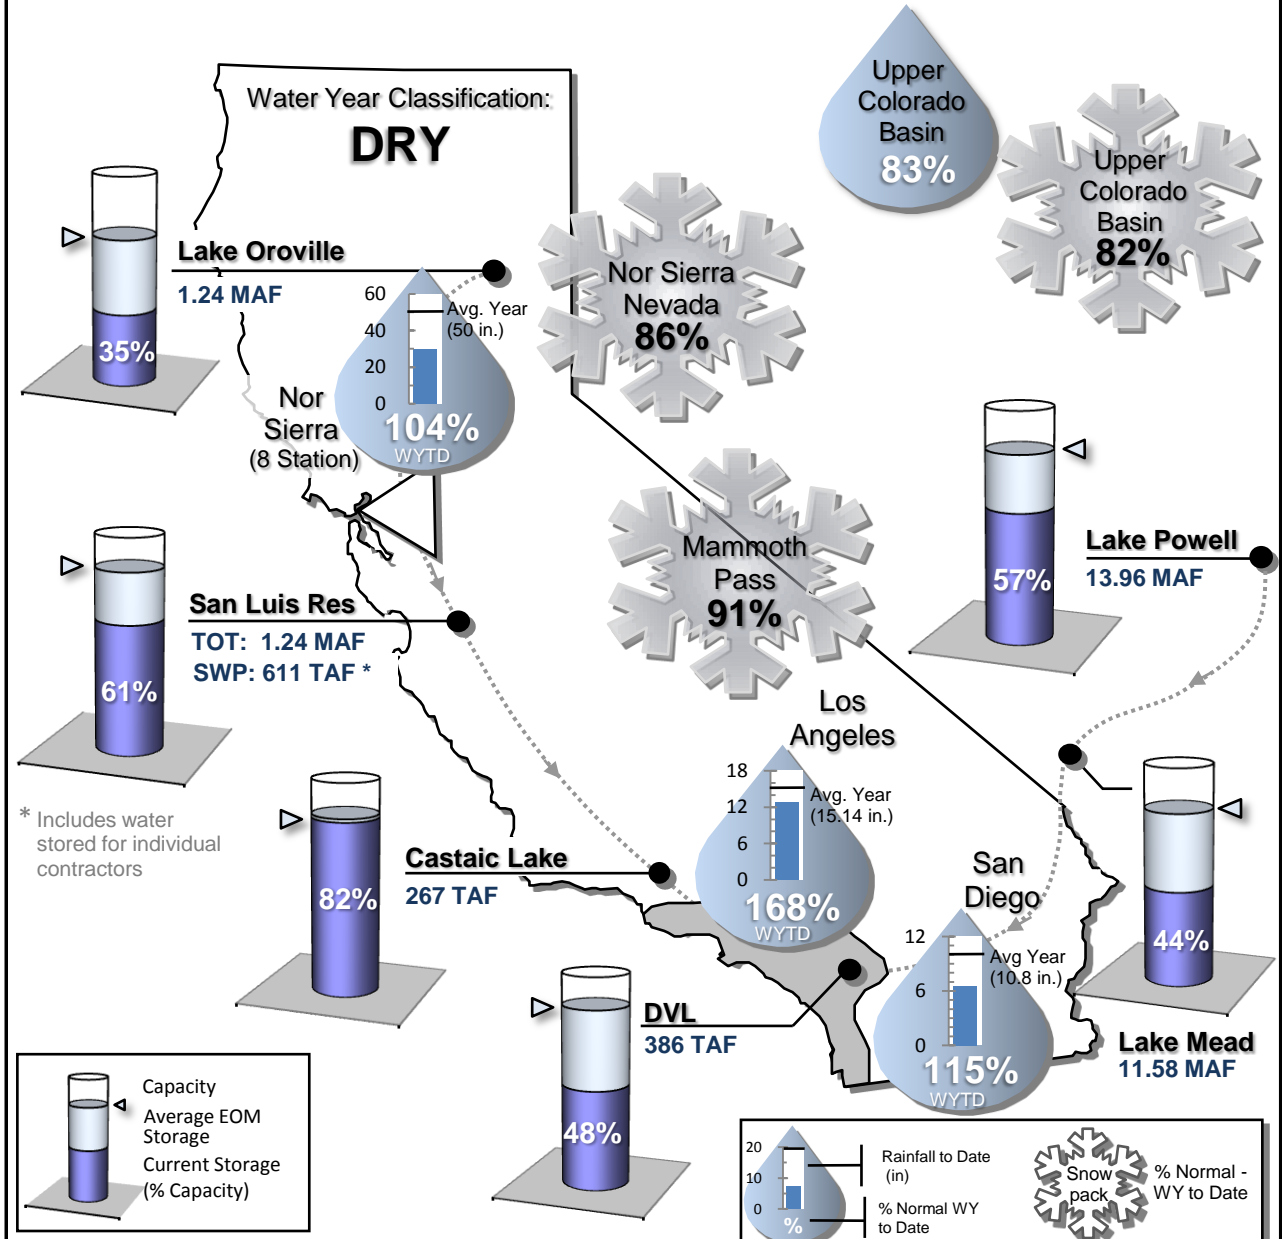 Water Year Classification:
DRY
Upper
Colorado
Basin
83%
Upper
Colorado
Basin
82%
Lake Oroville
1.24 MAF
35%
60
40
20
0
Avg. Year
(50 in.)
104%
WYTD
Nor
Sierra
(8 Station)
Nor Sierra
Nevada
86%
Mammoth
Pass
91%
57%
Lake Powell
13.96 MAF
San Luis Res
TOT: 1.24 MAF
SWP: 611 TAF *
61%
* Includes water
stored for individual
contractors
Los
Angeles
18
12
6
0
Avg. Year
(15.14 in.)
168%
WYTD
Castaic Lake
267 TAF
82%
San
Diego
12
6
0
Avg Year
(10.8 in.)
115%
WYTD
44%
Lake Mead
11.58 MAF
DVL
386 TAF
48%
Capacity
Average EOM
Storage
Current Storage
(% Capacity)
20
10
0
%
Rainfall to Date
(in)
% Normal WY
to Date
Snow
pack
% Normal -
WY to Date